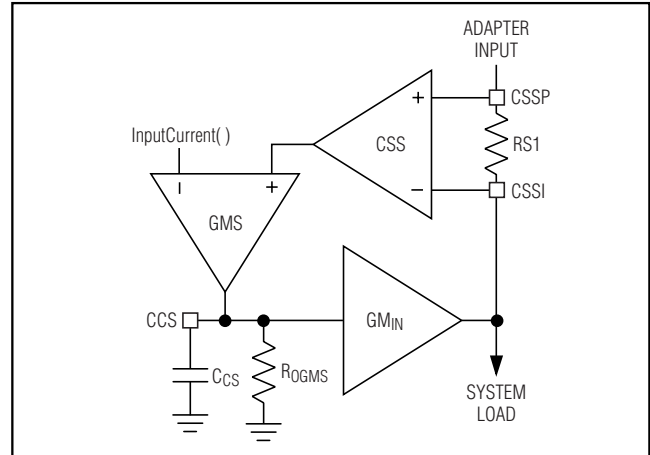 ADAPTER
INPUT
CSSP
+
CSS
RS1
InputCurrent( )
−
CSSI
− +
GMS
CCS
GMIN
CCS
ROGMS
SYSTEM
LOAD